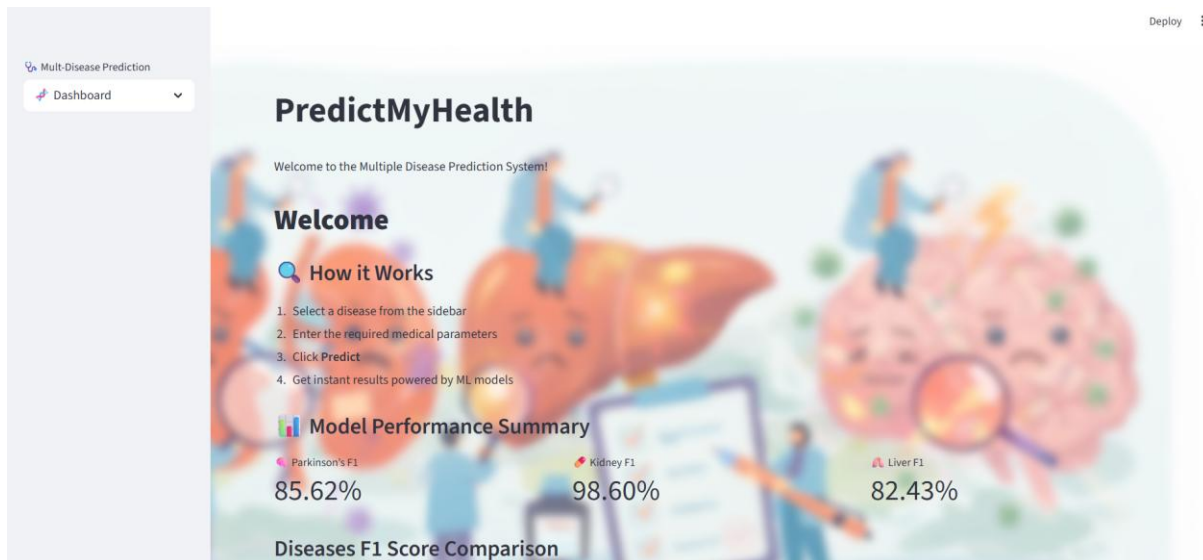 Deploy
Mult-Disease Prediction
Dashboard
PredictMyHealth
Welcome to the Multiple Disease Prediction System!
Welcome
How it Works
1. Select a disease from the sidebar
2. Enter the required medical parameters
3. Click Predict
4. Get instant results powered by ML models
Model Performance Summary
Parkinson's F1
Kidney F1
Liver F1
85.62%
98.60%
82.43%
Diseases F1 Score Comparison